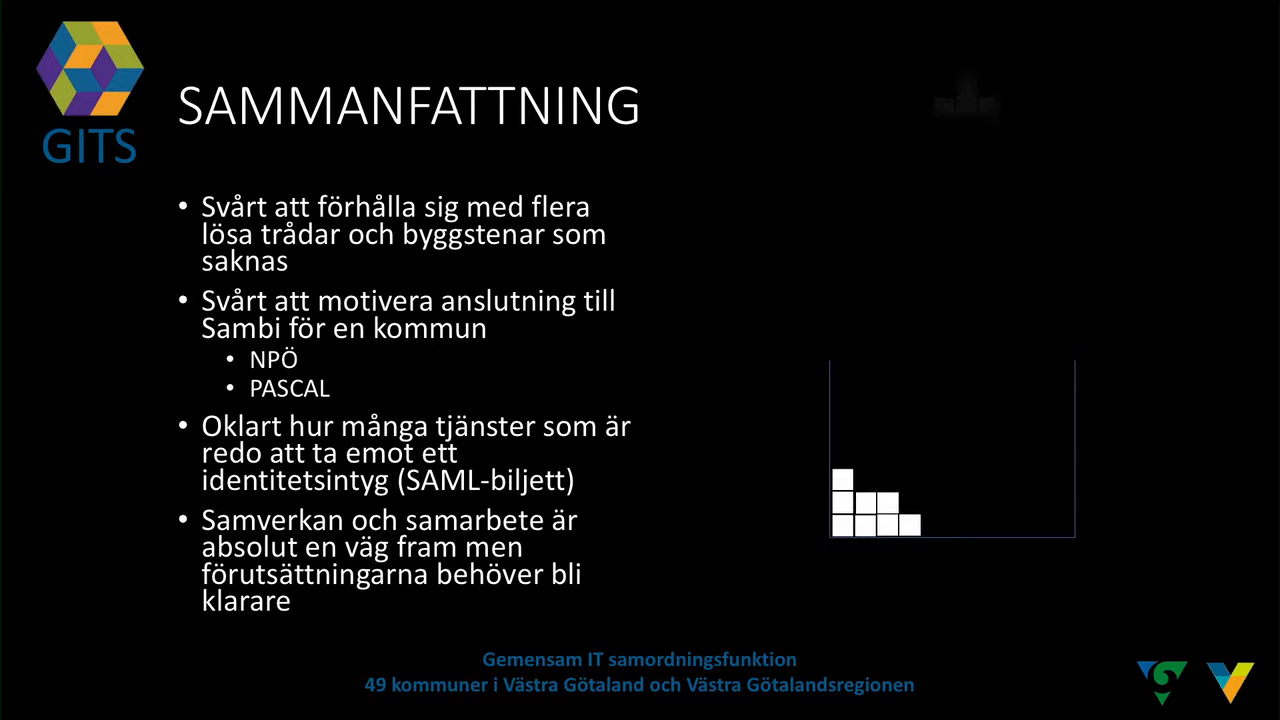 GITS
SAMMANFATTNING
• Svårt att förhålla sig med flera
lösa trådar och byggstenar som
saknas
• Svårt att motivera anslutning till
Sambi för en kommun
• NPÖ
• PASCAL
• Oklart hur många tjänster som är
redo att ta emot ett
identitetsintyg (SAML-biljett)
• Samverkan och samarbete är
absolut en väg fram men
förutsättningarna behöver bli
klarare
Gemensam IT samordningsfunktion
49 kommuner i Västra Götaland och Västra Götalandsregionen